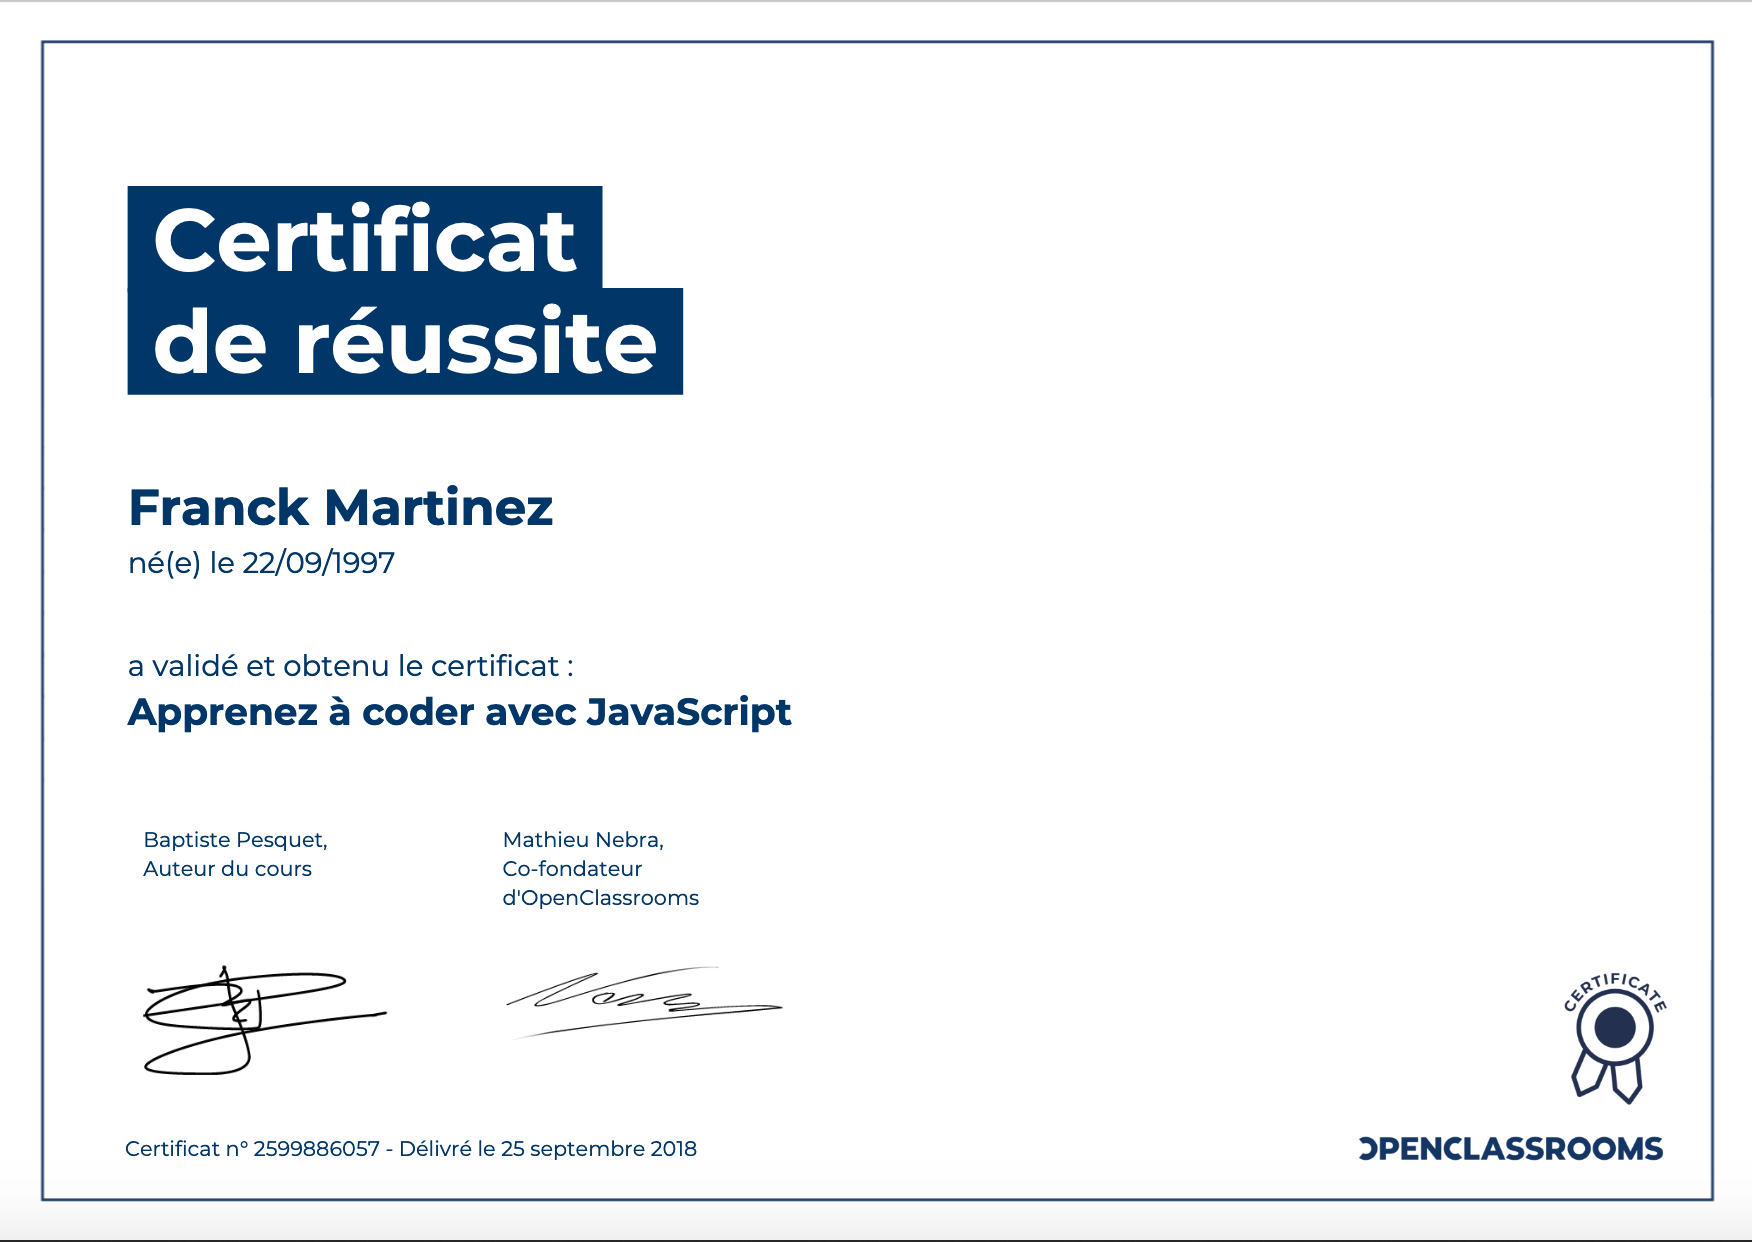 Certificat
de réussite
Franck Martinez
né(e) le 22/09/1997
a validé et obtenu le certificat :
Apprenez à coder avec JavaScript
Baptiste Pesquet,
Auteur du cours
Mathieu Nebra,
Co-fondateur
d'OpenClassrooms
CERTIFICATE
Certificat n° 2599886057 - Délivré le 25 septembre 2018
OPENCLASSROOMS